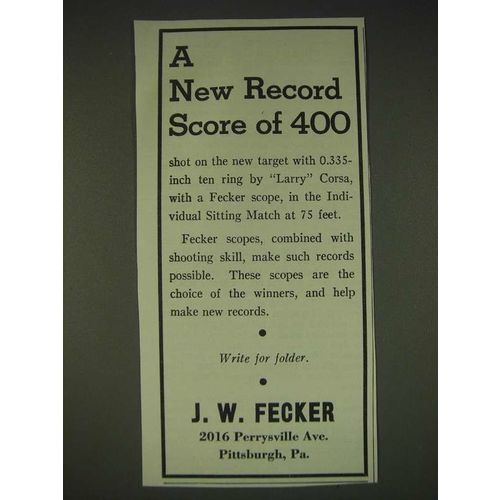 A
New Record
Score of 400
shot on the new target with 0.335-
inch ten ring by "Larry" Corsa,
with a Fecker scope, in the Indi-
vidual Sitting Match at 75 feet.
Fecker scopes, combined with
shooting skill, make such records
possible. These scopes are the
choice of the winners, and help
make new records.
Write for folder.
J. W. FECKER
2016 Perrysville Ave.
Pittsburgh, Pa.